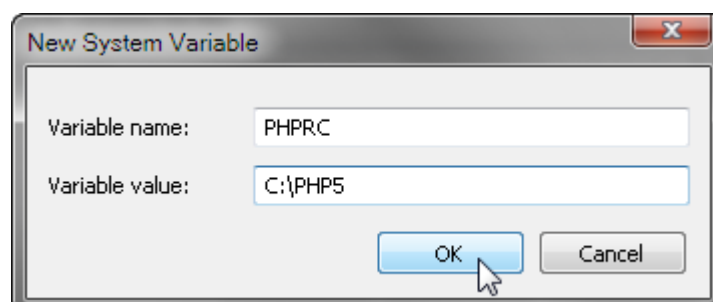 New System Variable
Variable name: PHPRC
Variable value: C:\PHP5
OK Cancel